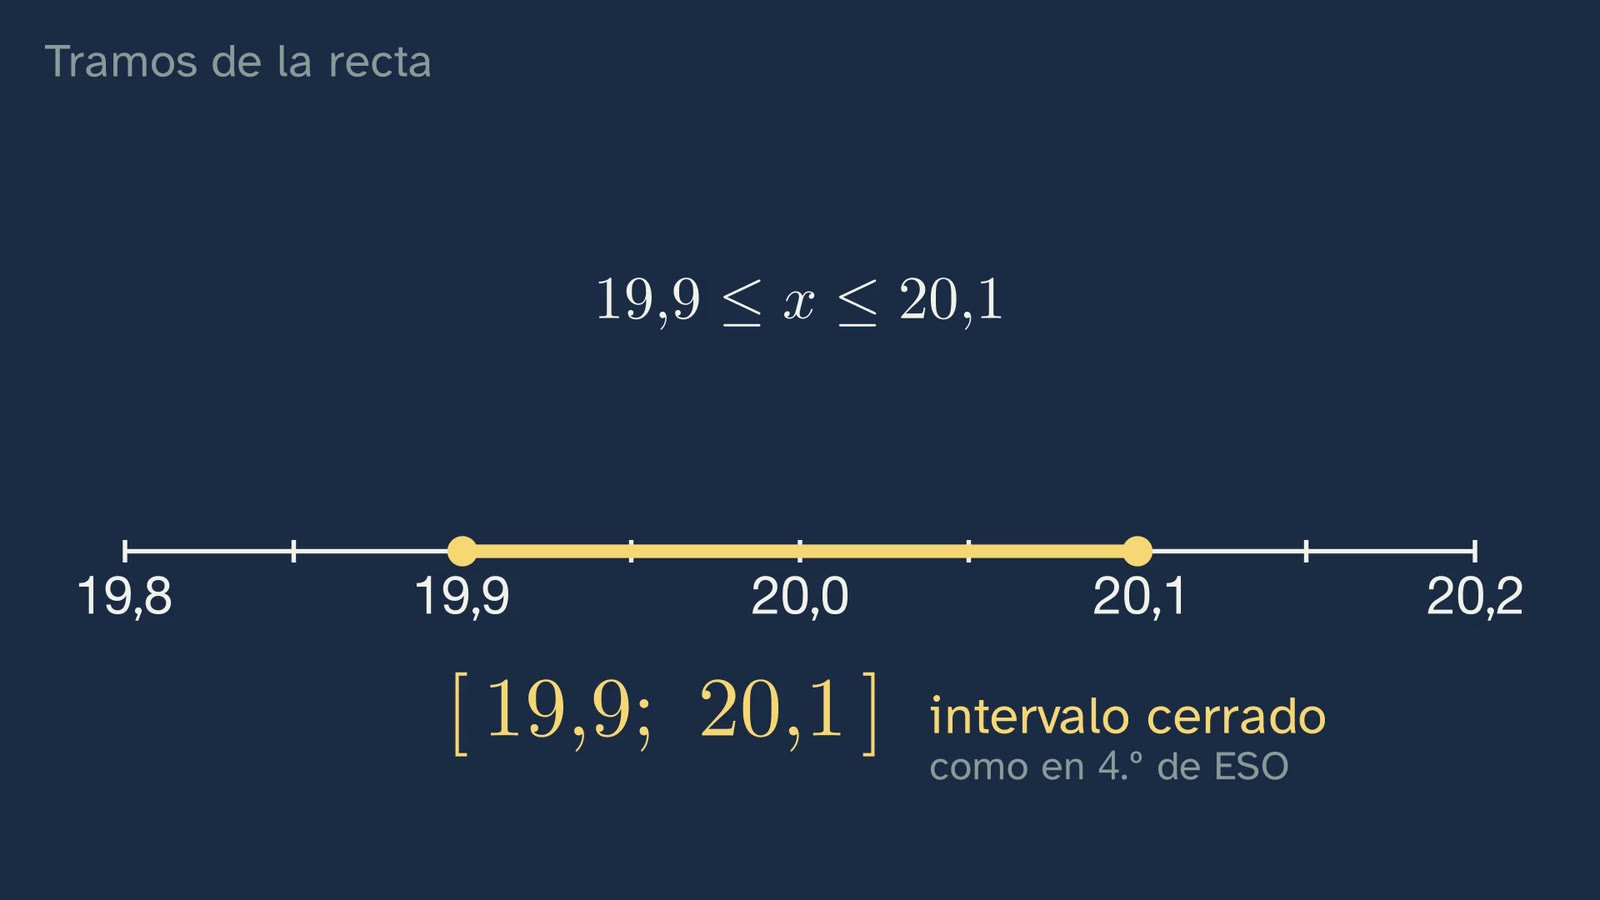 Tramos de la recta
19,9 ≤ x ≤ 20,1
19,8 19,9 20,0 20,1 20,2
[ 19,9; 20,1 ] intervalo cerrado
como en 4.º de ESO